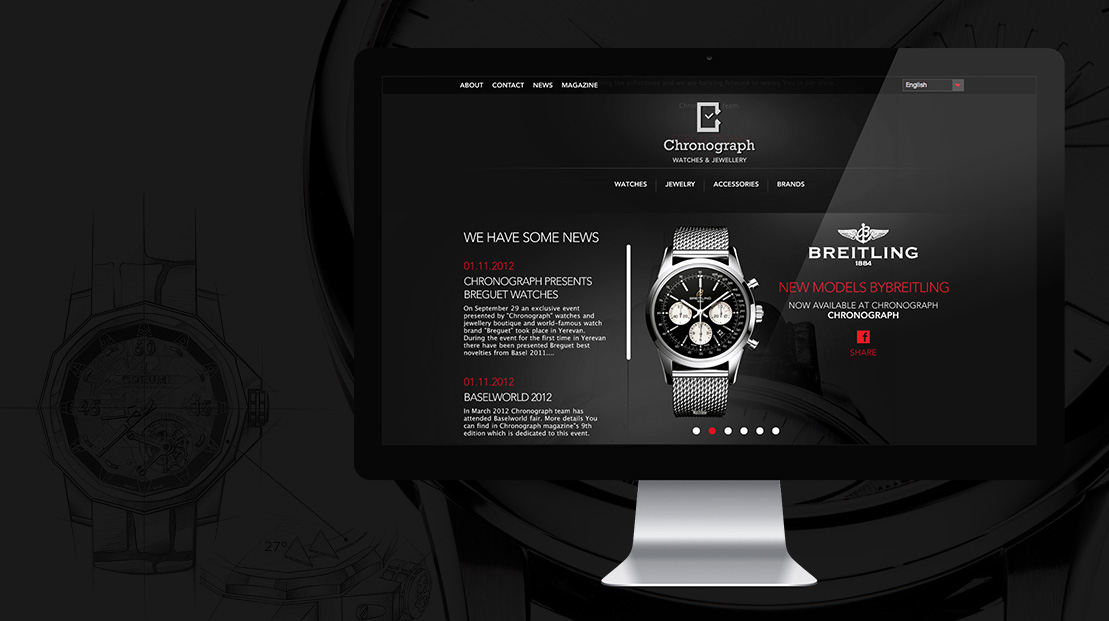 ABOUT CONTACT NEWS MAGAZINE
English
Chronograph
WATCHES & JEWELLERY
WATCHES JEWELRY ACCESSORIES BRANDS
WE HAVE SOME NEWS
01.11.2012
CHRONOGRAPH PRESENTS
BREGUET WATCHES
On September 29 an exclusive event
presented by "Chronograph" watches and
jewellery boutique and world-famous watch
brand "Breguet" took place in Yerevan.
During the event for the first time in Yerevan
there have been presented Breguet best
novelties from Basel 2011....
01.11.2012
BASELWORLD 2012
In March 2012 Chronograph team has
attended Baselworld fair. More details You
can find in Chronograph magazine"s 9th
edition which is dedicated to this event.
BREITLING
BREITLING
1884
NEW MODELS BYBREITLING
NOW AVAILABLE AT CHRONOGRAPH
CHRONOGRAPH
f
SHARE
27°